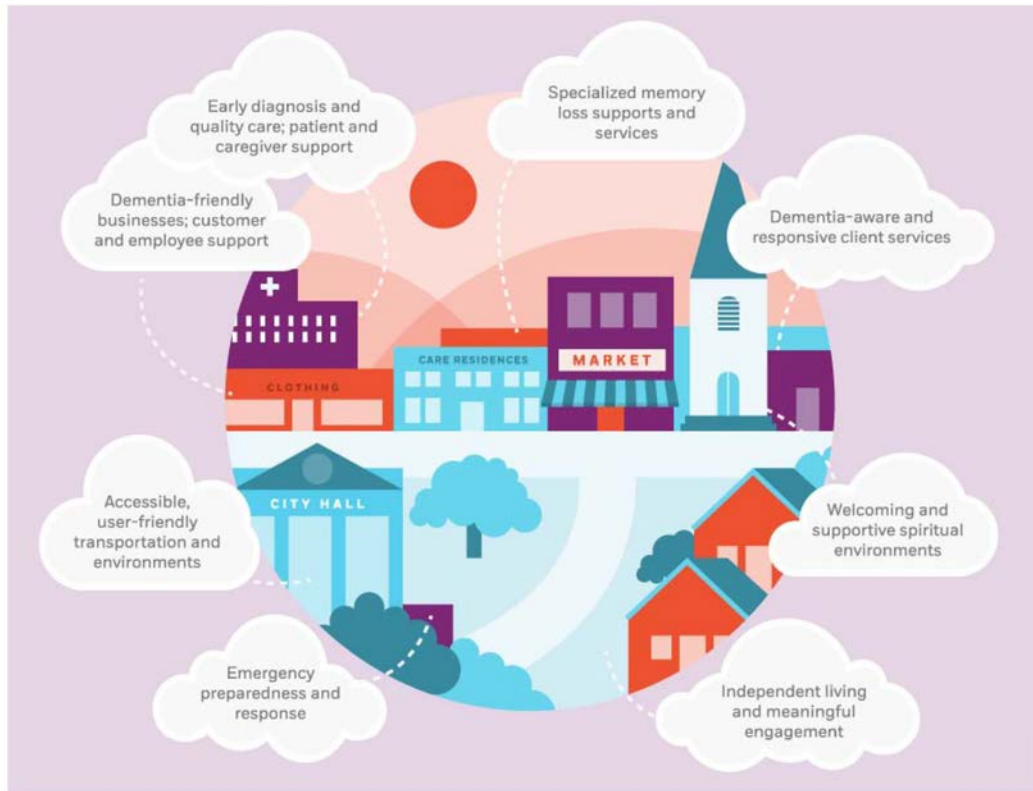 Early diagnosis and
quality care; patient and
caregiver support
Specialized memory
loss supports and
services
Dementia-friendly
businesses; customer
and employee support
Dementia-aware and
responsive client services
CARE RESIDENCES
MARKET
CLOTHING
Accessible,
user-friendly
transportation and
environments
CITY HALL
Welcoming and
supportive spiritual
environments
Emergency
preparedness and
response
Independent living
and meaningful
engagement